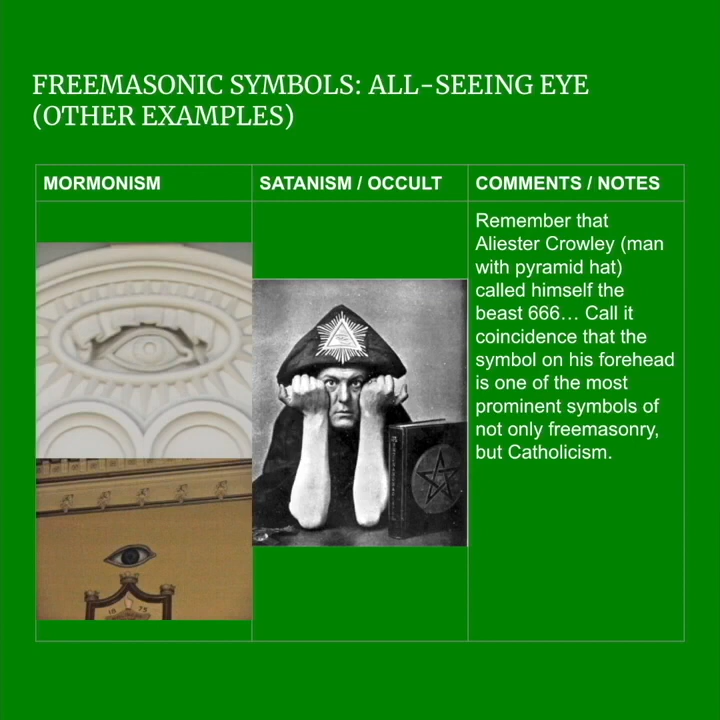 FREEMASONIC SYMBOLS: ALL-SEEING EYE
(OTHER EXAMPLES)
MORMONISM
SATANISM / OCCULT
COMMENTS / NOTES
Remember that
Aliester Crowley (man
with pyramid hat)
called himself the
beast 666... Call it
coincidence that the
symbol on his forehead
is one of the most
prominent symbols of
not only freemasonry,
but Catholicism.